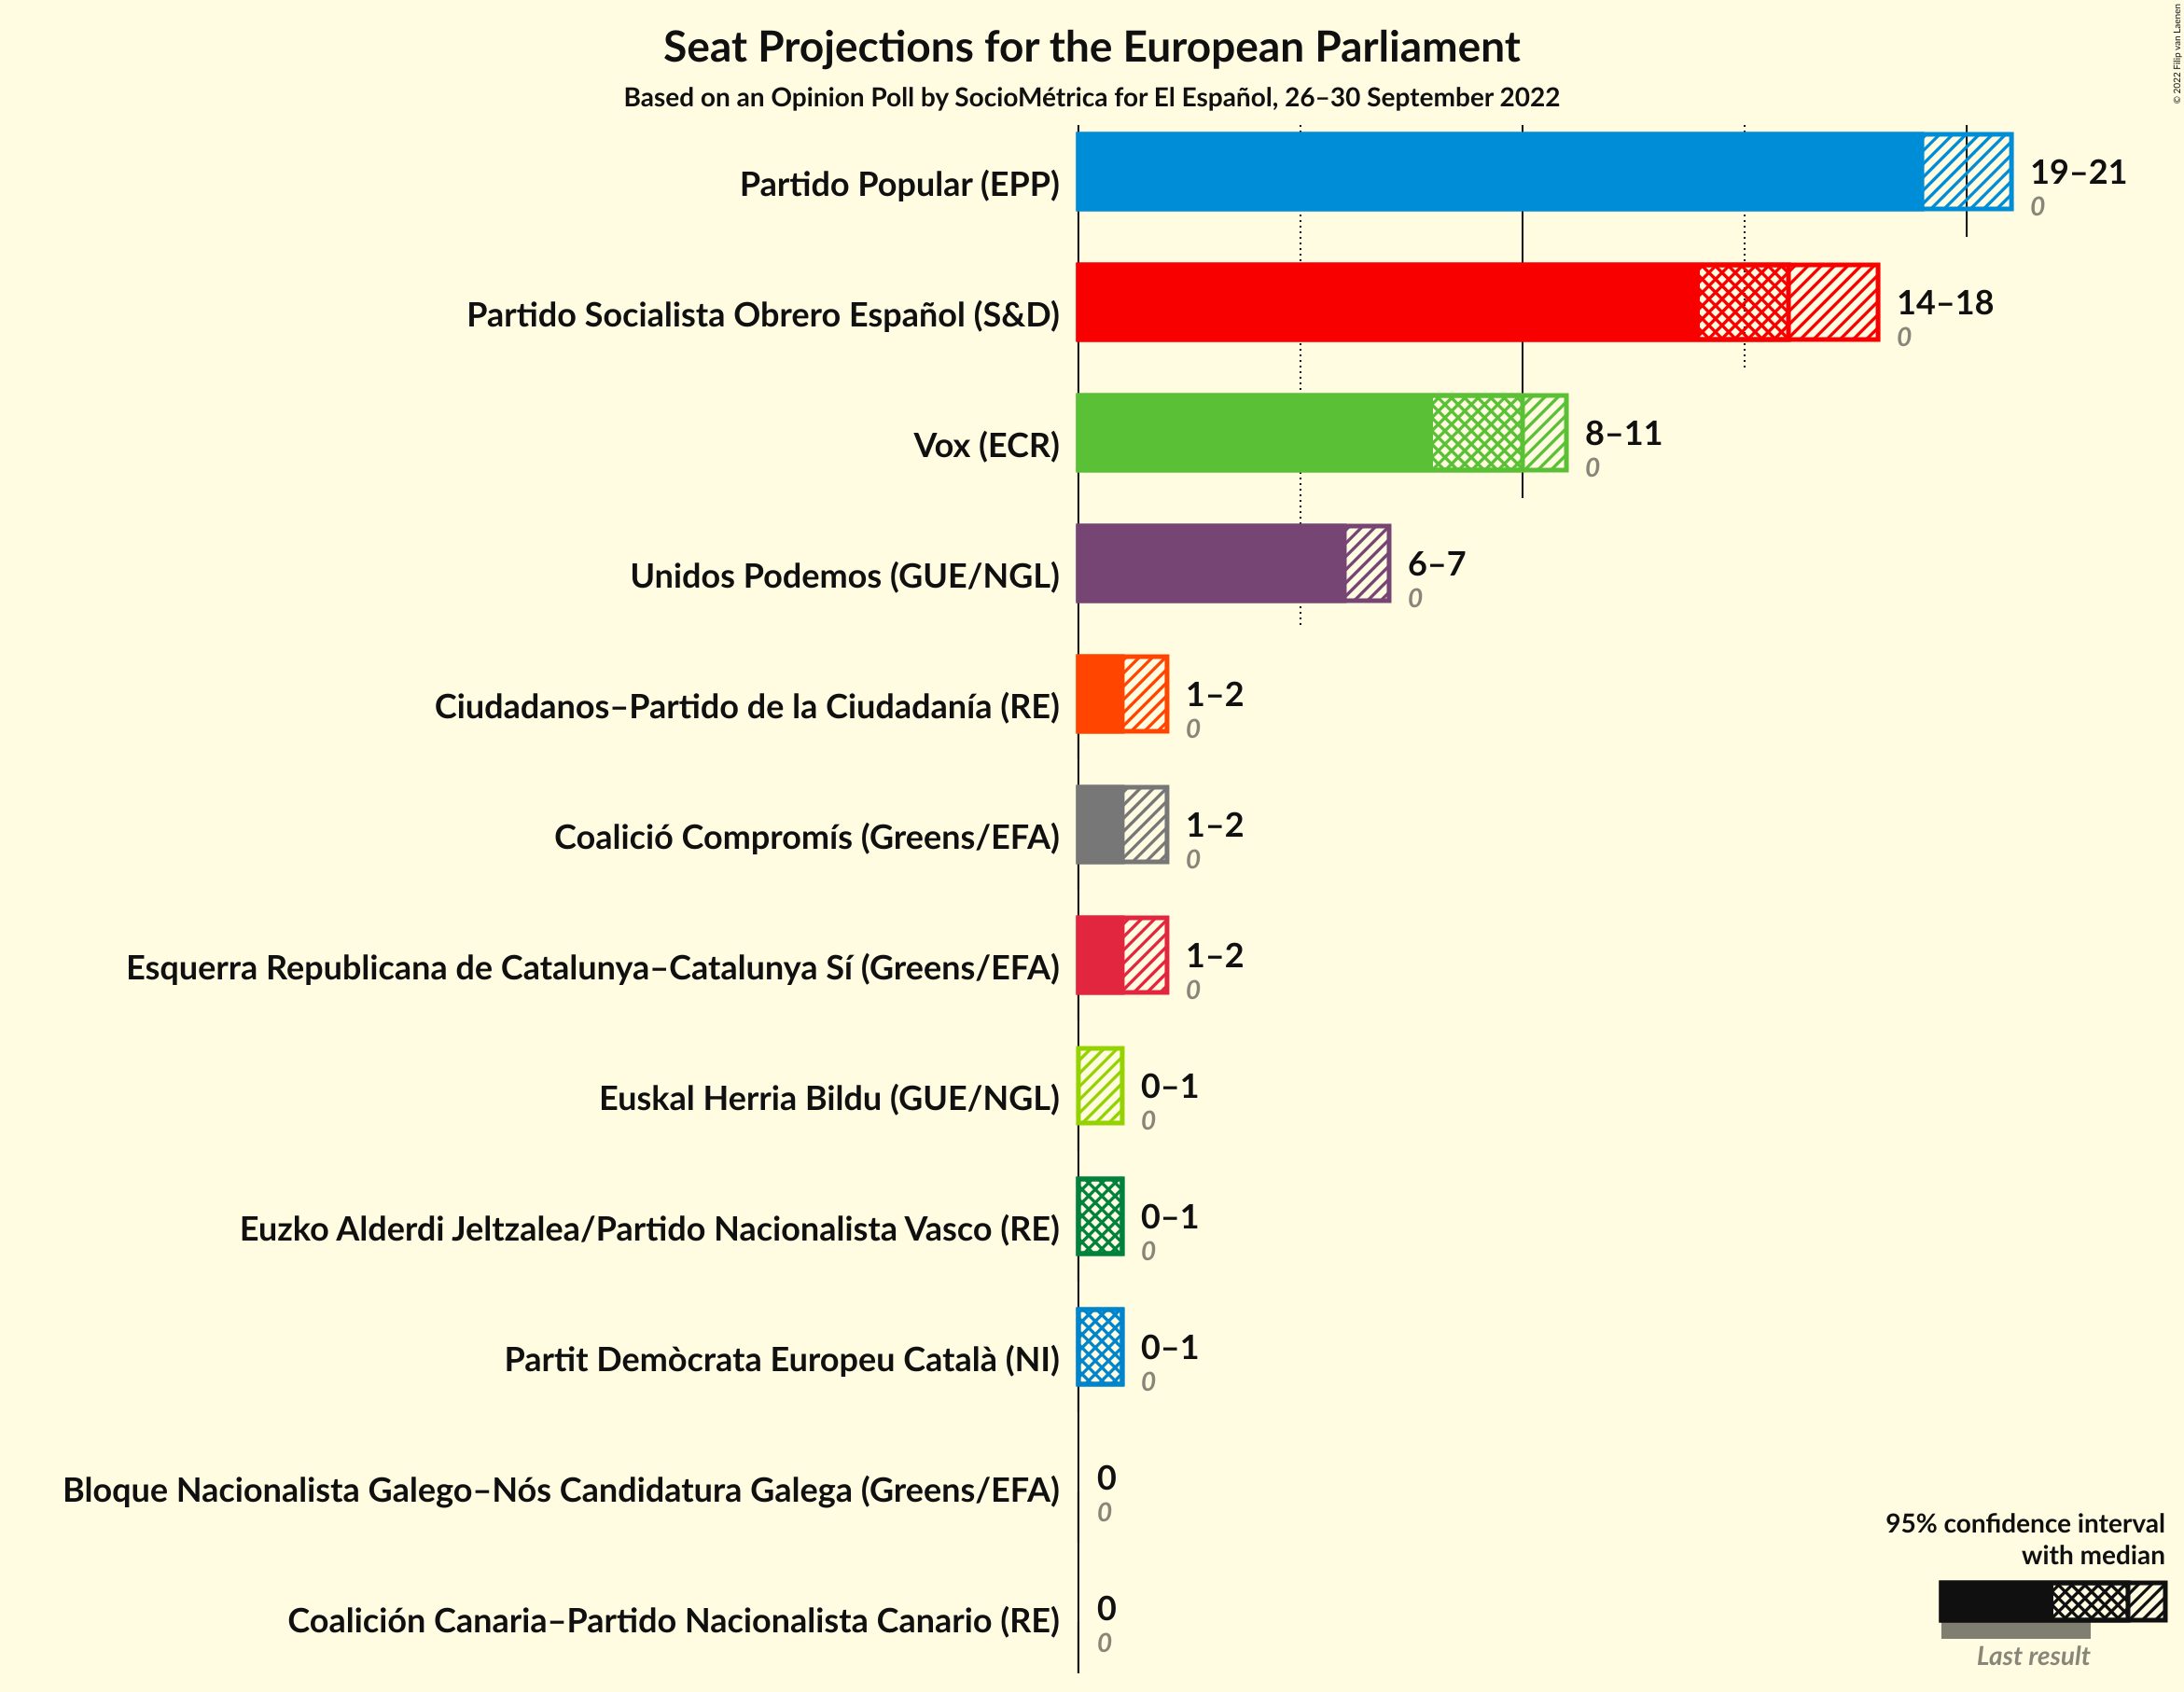 Seat Projections for the European Parliament
Based on an Opinion Poll by SocioMétrica for El Español, 26–30 September 2022
© 2022 Filip van Laenen
Partido Popular (EPP)
19–21
0
Partido Socialista Obrero Español (S&D)
14–18
0
Vox (ECR)
8–11
0
Unidos Podemos (GUE/NGL)
6–7
0
Ciudadanos–Partido de la Ciudadanía (RE)
1–2
0
Coalició Compromís (Greens/EFA)
1–2
0
Esquerra Republicana de Catalunya–Catalunya Sí (Greens/EFA)
1–2
0
Euskal Herria Bildu (GUE/NGL)
0–1
0
Euzko Alderdi Jeltzalea/Partido Nacionalista Vasco (RE)
0–1
0
Partit Demòcrata Europeu Català (NI)
0–1
0
Bloque Nacionalista Galego–Nós Candidatura Galega (Greens/EFA)
0
0
Coalición Canaria–Partido Nacionalista Canario (RE)
0
0
95% confidence interval
with median
Last result